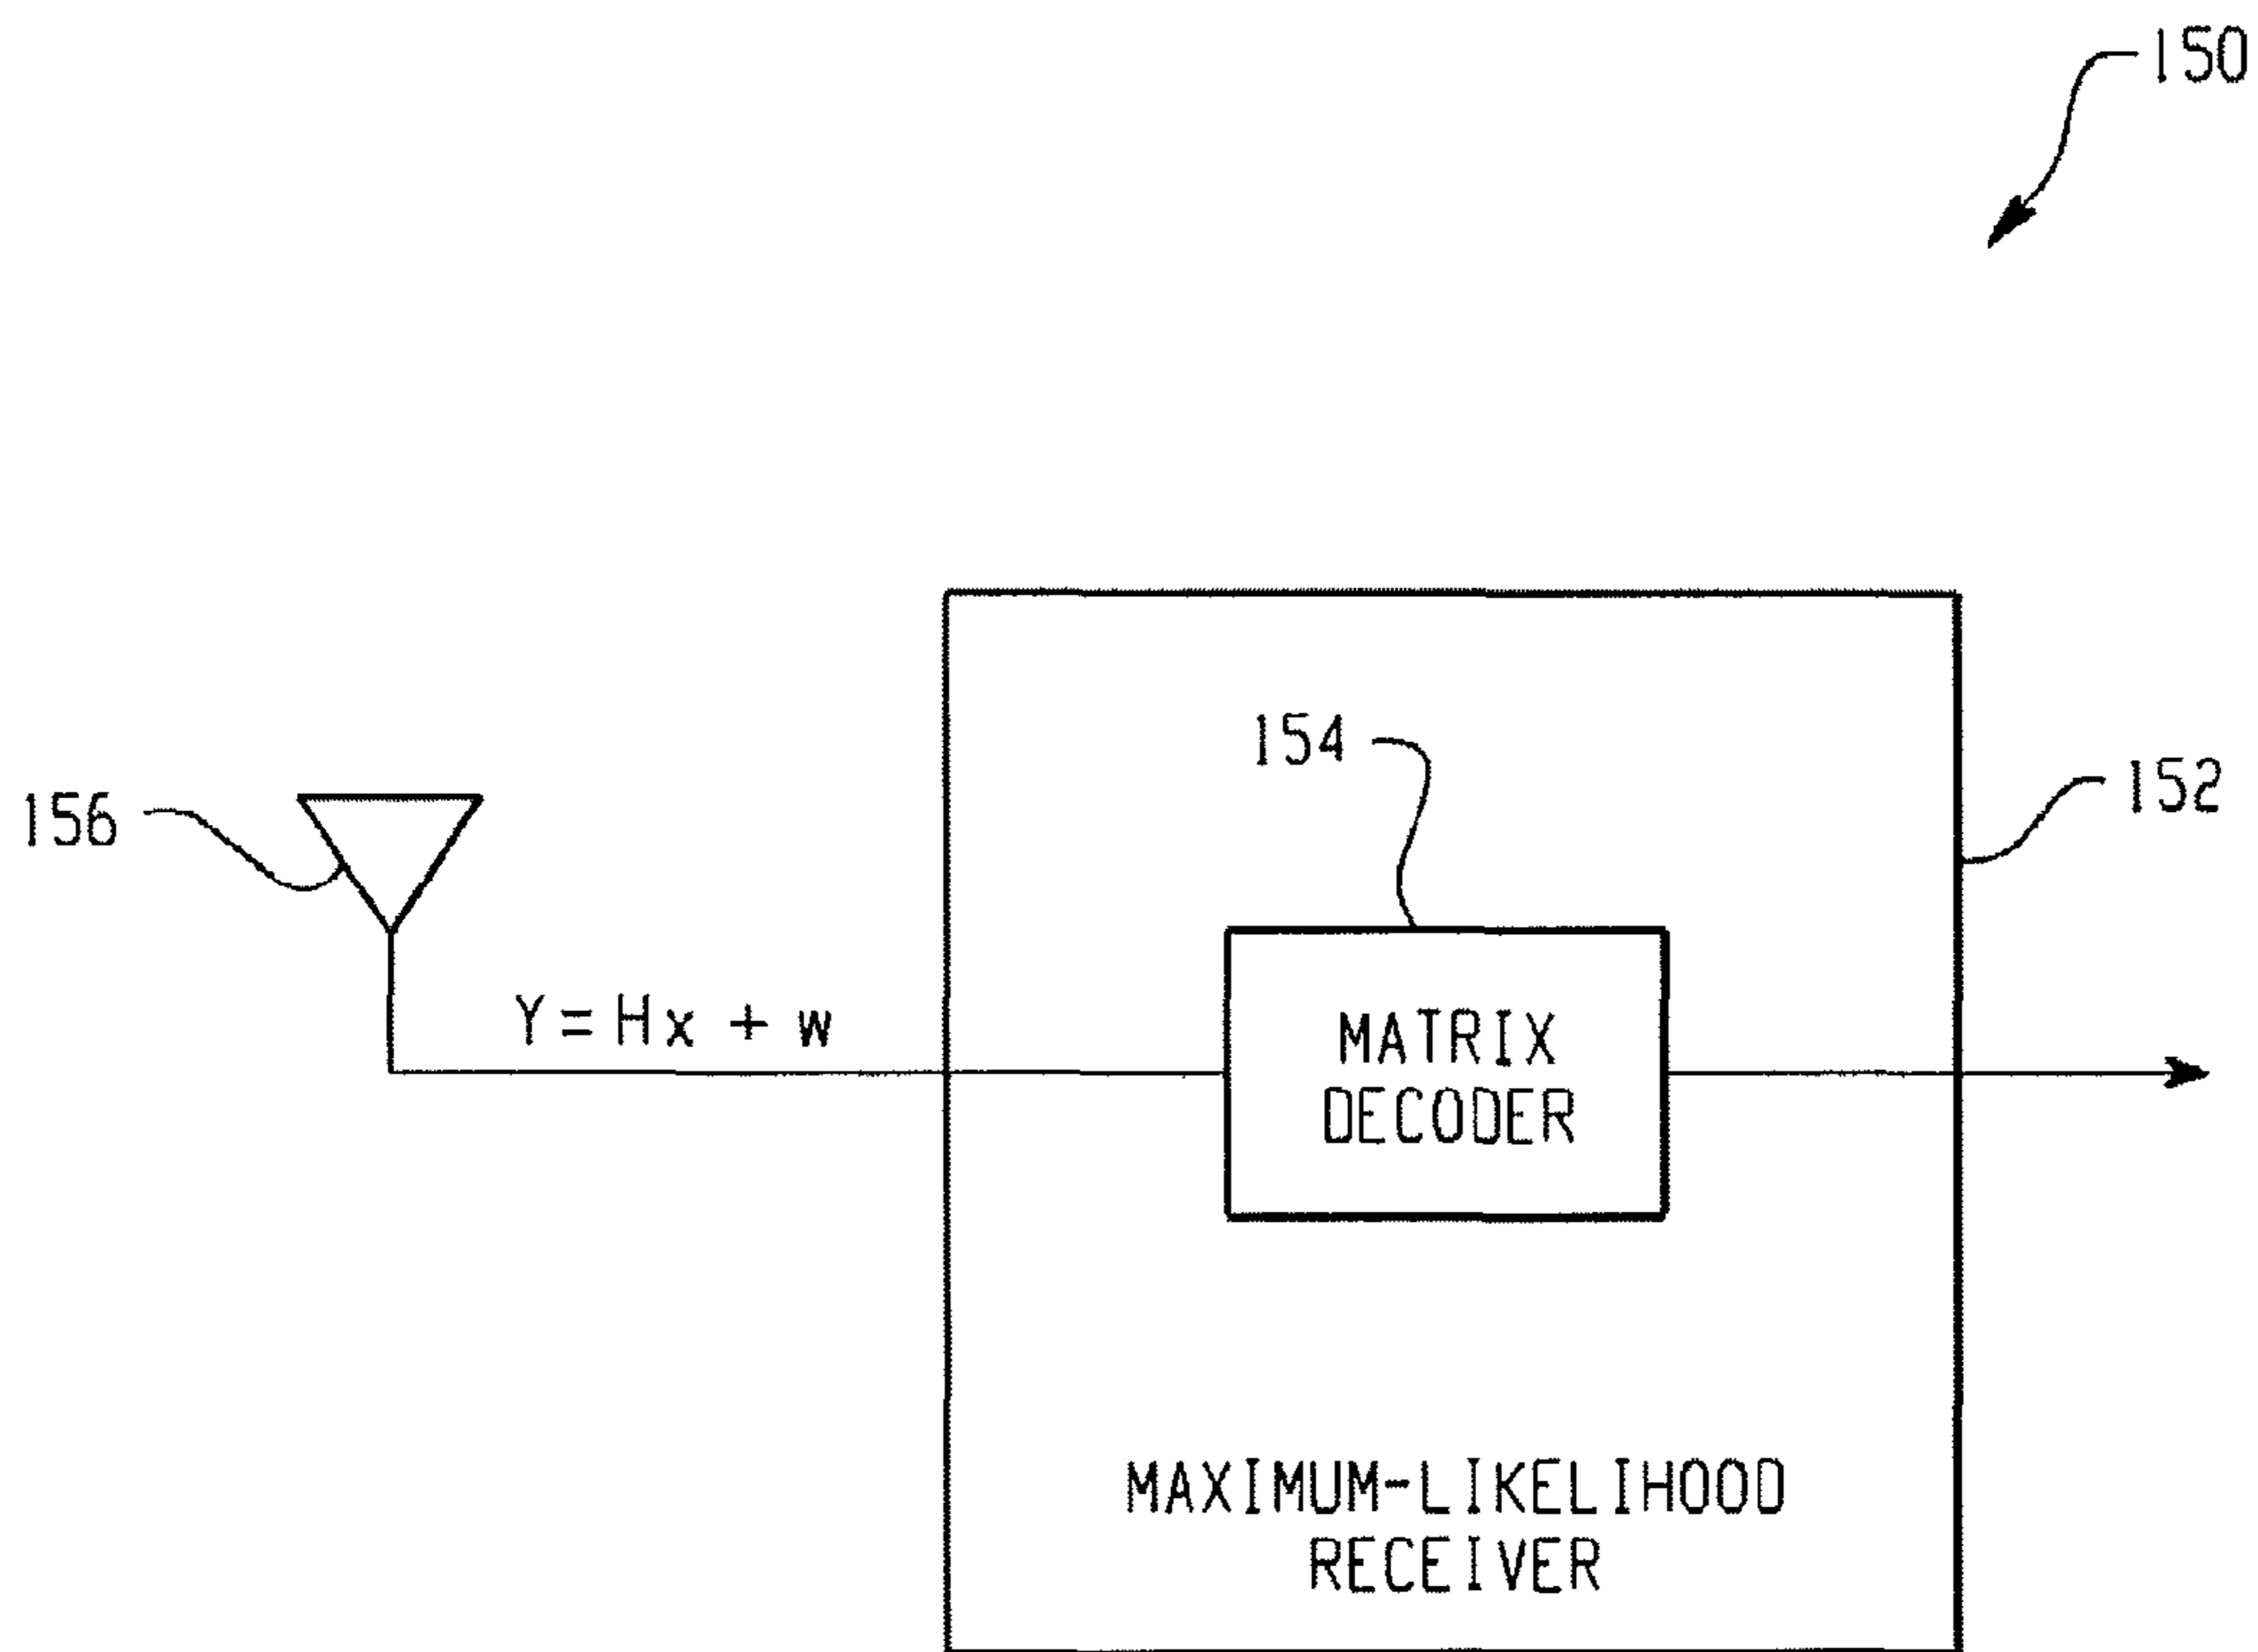 150
154
152
156
Y = Hx + w
MATRIX
DECODER
MAXIMUM-LIKELIHOOD
RECEIVER